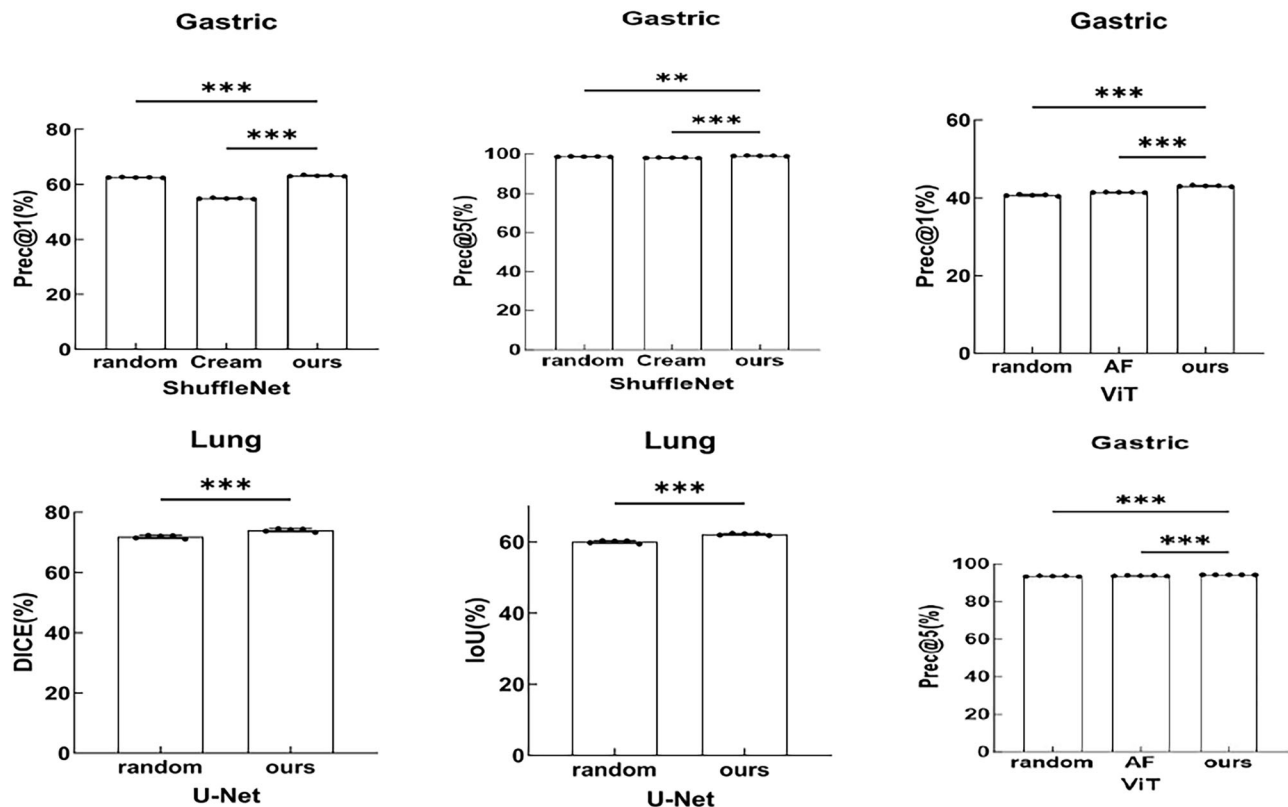 Gastric
***
***
80
60
40
20
0
Prec@1(%)
random Cream ours
ShuffleNet
Gastric
**
***
100
80
60
40
20
0
Prec@5(%)
random Cream ours
ShuffleNet
Gastric
***
***
60
40
20
0
Prec@1(%)
random AF ours
ViT
Lung
***
80
60
40
20
0
DICE(%)
random ours
U-Net
Lung
***
60
40
60
0
IoU(%)
random ours
U-Net
Gastric
***
***
100
80
60
40
20
0
Prec@5(%)
random AF ours
ViT